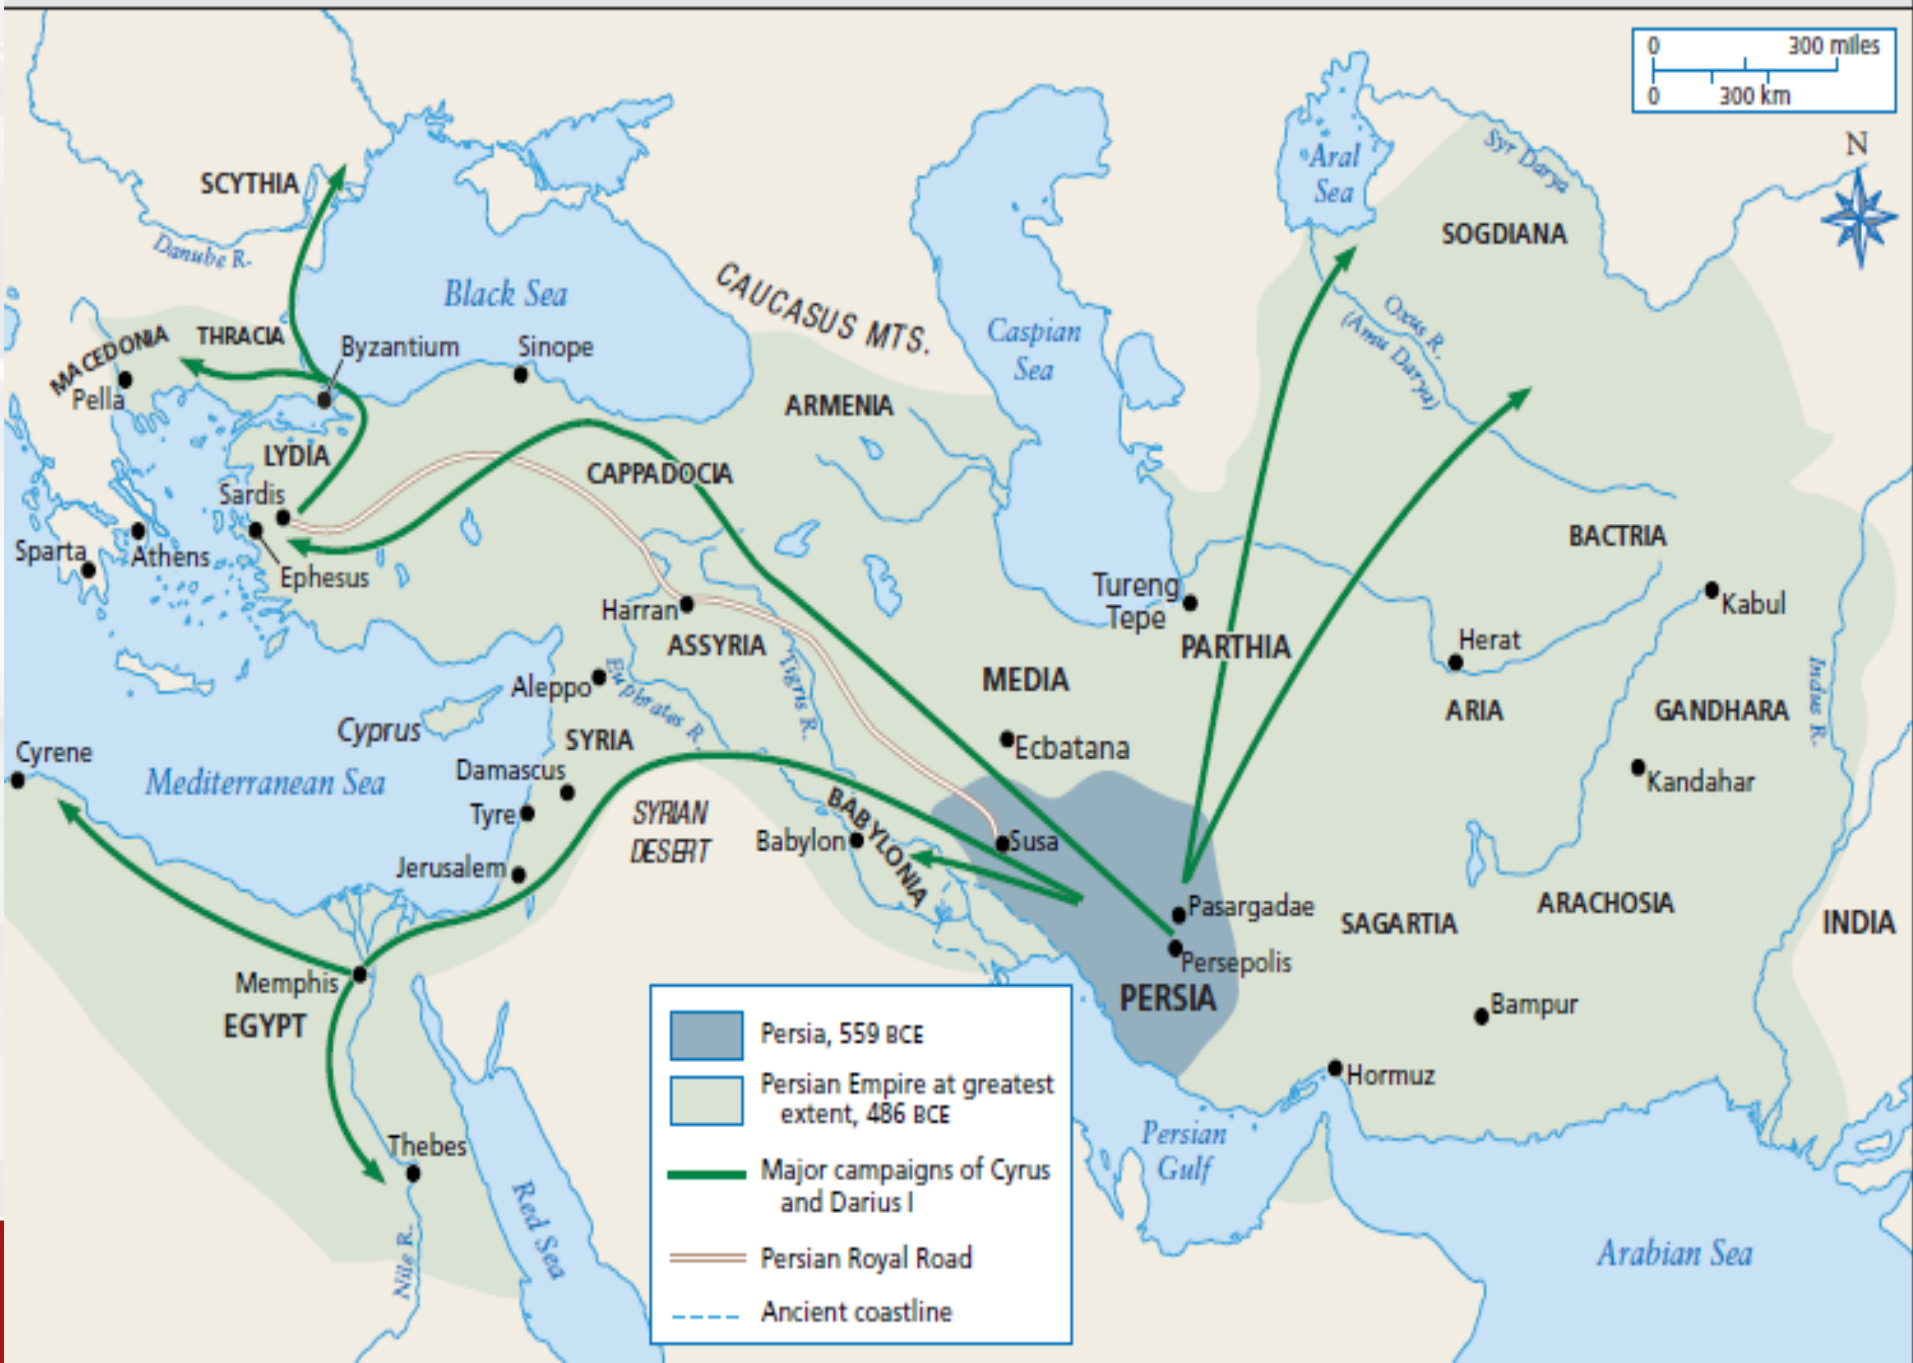 0 300 miles
0 300 km
N
Aral
Sea
Syr Darya
SCYTHIA
SOGDIANA
Danube R.
Black Sea
CAUCASUS MTS.
Caspian
Sea
Oxus R.
(Amu Darya)
MACEDONIA
THRACIA
Byzantium
Sinope
Pella
ARMENIA
LYDIA
CAPPADOCIA
Sardis
BACTRIA
Sparta
Athens
Ephesus
Tureng
Tepe
Kabul
Harran
ASSYRIA
PARTHIA
Herat
Aleppo
Euphrates R.
Tigris R.
MEDIA
ARIA
GANDHARA
Indus R.
Cyprus
SYRIA
Cyrene
Ecbatana
Mediterranean Sea
Damascus
Kandahar
Tyre
SYRIAN
DESERT
BABYLONIA
Babylon
Susa
Jerusalem
Pasargadae
SAGARTIA
ARACHOSIA
INDIA
Persepolis
Memphis
PERSIA
EGYPT
Bampur
Hormuz
Thebes
Persian
Gulf
Nile R.
Red Sea
Arabian Sea
Persia, 559 BCE
Persian Empire at greatest
extent, 486 BCE
Major campaigns of Cyrus
and Darius I
Persian Royal Road
Ancient coastline